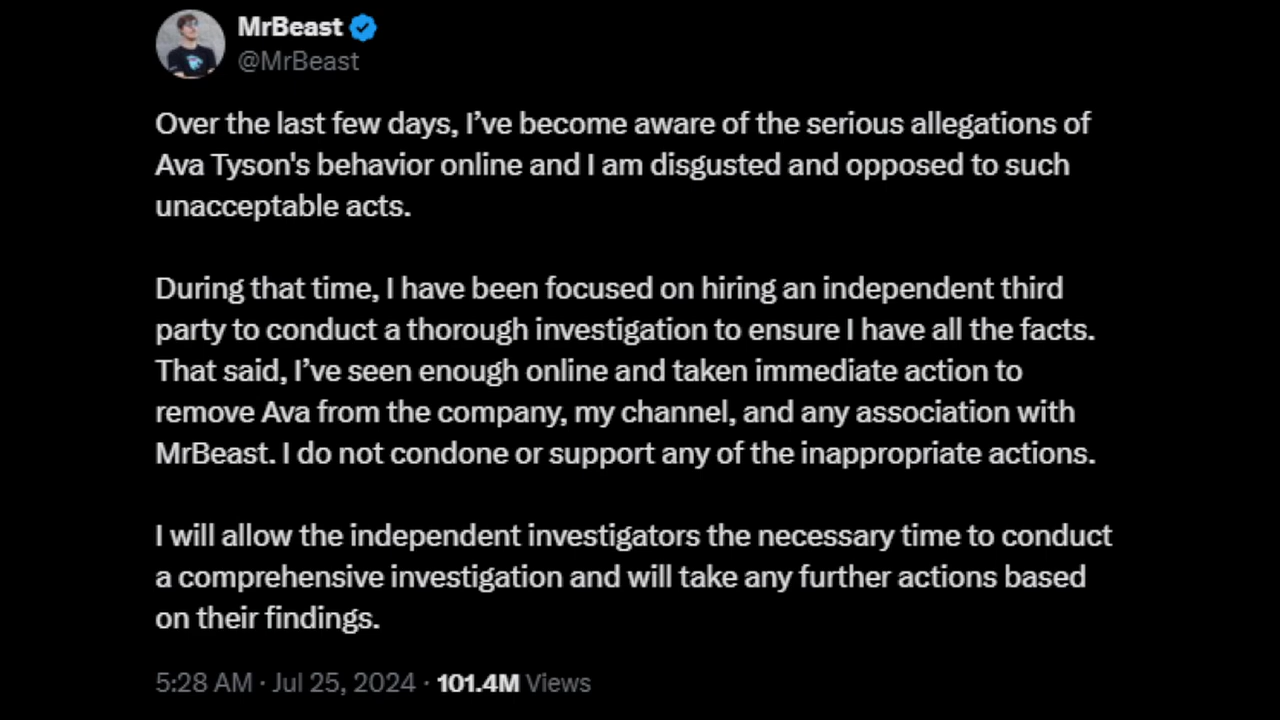 MrBeast
@MrBeast
Over the last few days, I’ve become aware of the serious allegations of
Ava Tyson's behavior online and I am disgusted and opposed to such
unacceptable acts.
During that time, I have been focused on hiring an independent third
party to conduct a thorough investigation to ensure I have all the facts.
That said, I’ve seen enough online and taken immediate action to
remove Ava from the company, my channel, and any association with
MrBeast. I do not condone or support any of the inappropriate actions.
I will allow the independent investigators the necessary time to conduct
a comprehensive investigation and will take any further actions based
on their findings.
5:28 AM · Jul 25, 2024 · 101.4M Views